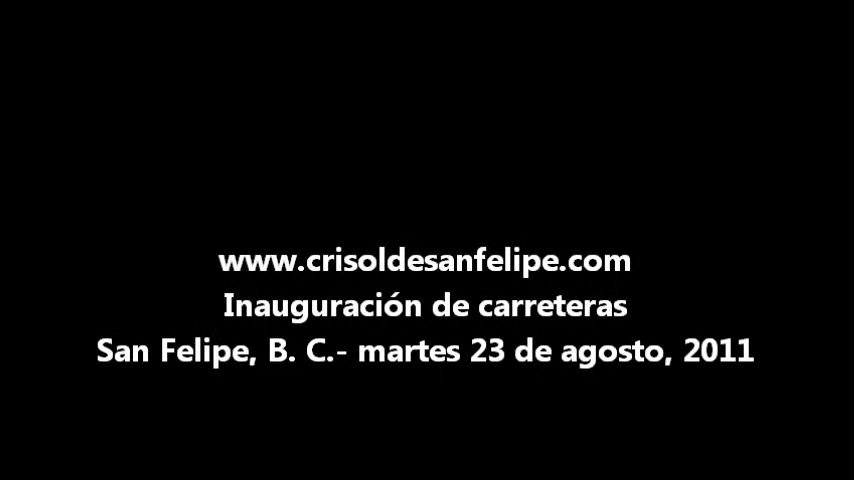 www.crisoldesanfelipe.com
Inauguración de carreteras
San Felipe, B. C.- martes 23 de agosto, 2011